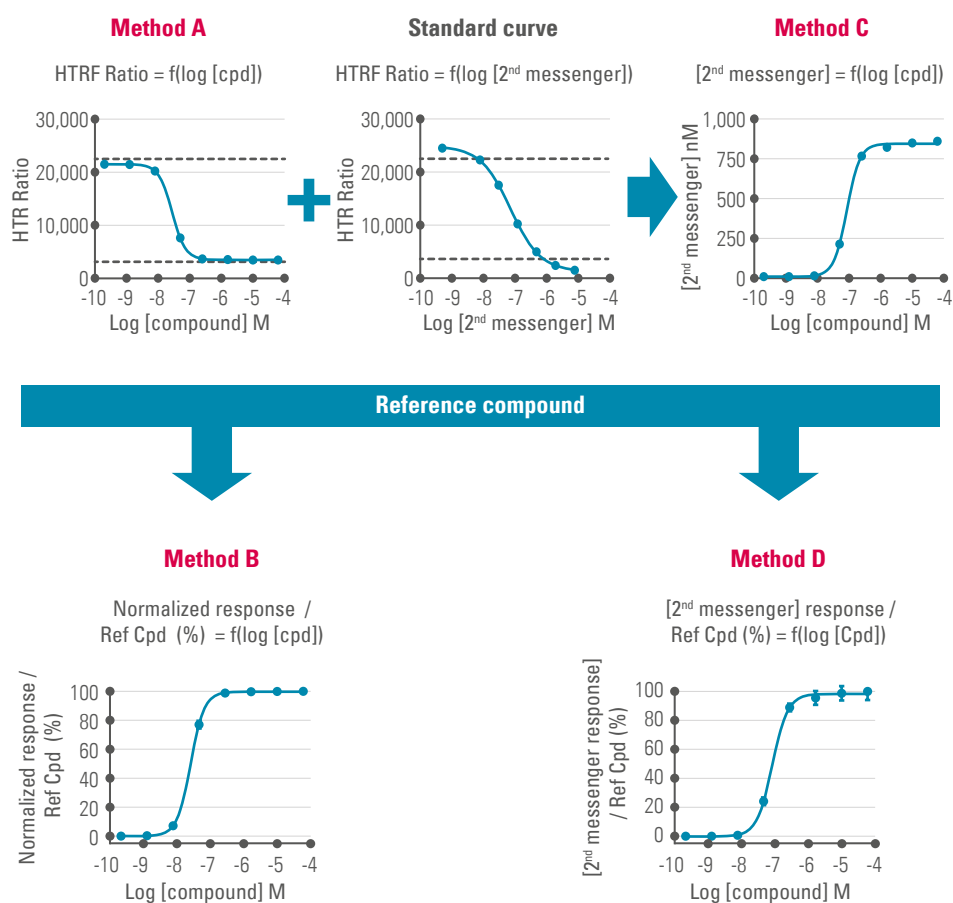 Method A
HTRF Ratio = f(log [cpd])
HTR Ratio
30,000
20,000
10,000
0
-10 -9 -8 -7 -6 -5 -4
Log [compound] M
Standard curve
HTRF Ratio = f(log [2nd messenger])
HTR Ratio
30,000
20,000
10,000
0
-10 -9 -8 -7 -6 -5 -4
Log [2nd messenger] M
Method C
[2nd messenger] = f(log [cpd])
[2nd messenger] nM
1,000
750
500
250
0
-10 -9 -8 -7 -6 -5 -4
Log [compound] M
Reference compound
Method B
Normalized response /
Ref Cpd (%) = f(log [cpd])
Normalized response /
Ref Cpd (%)
100
80
60
40
20
0
-10 -9 -8 -7 -6 -5 -4
Log [compound] M
Method D
[2nd messenger] response /
Ref Cpd (%) = f(log [Cpd])
[2nd messenger response]
/ Ref Cpd (%)
100
80
60
40
20
0
-10 -9 -8 -7 -6 -5 -4
Log [compound] M